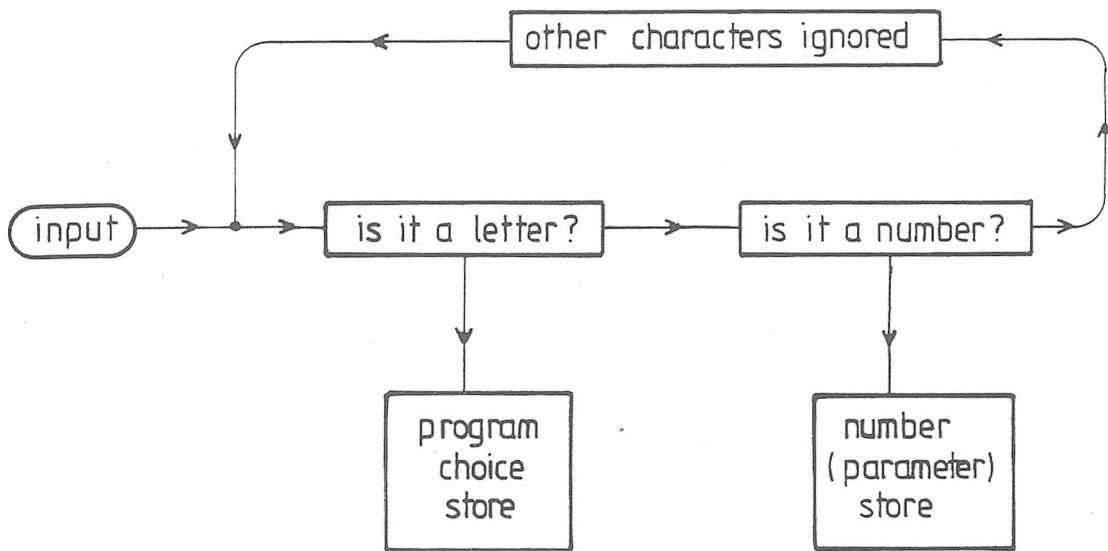 other characters ignored
input
is it a letter?
is it a number?
program
choice
store
number
(parameter)
store